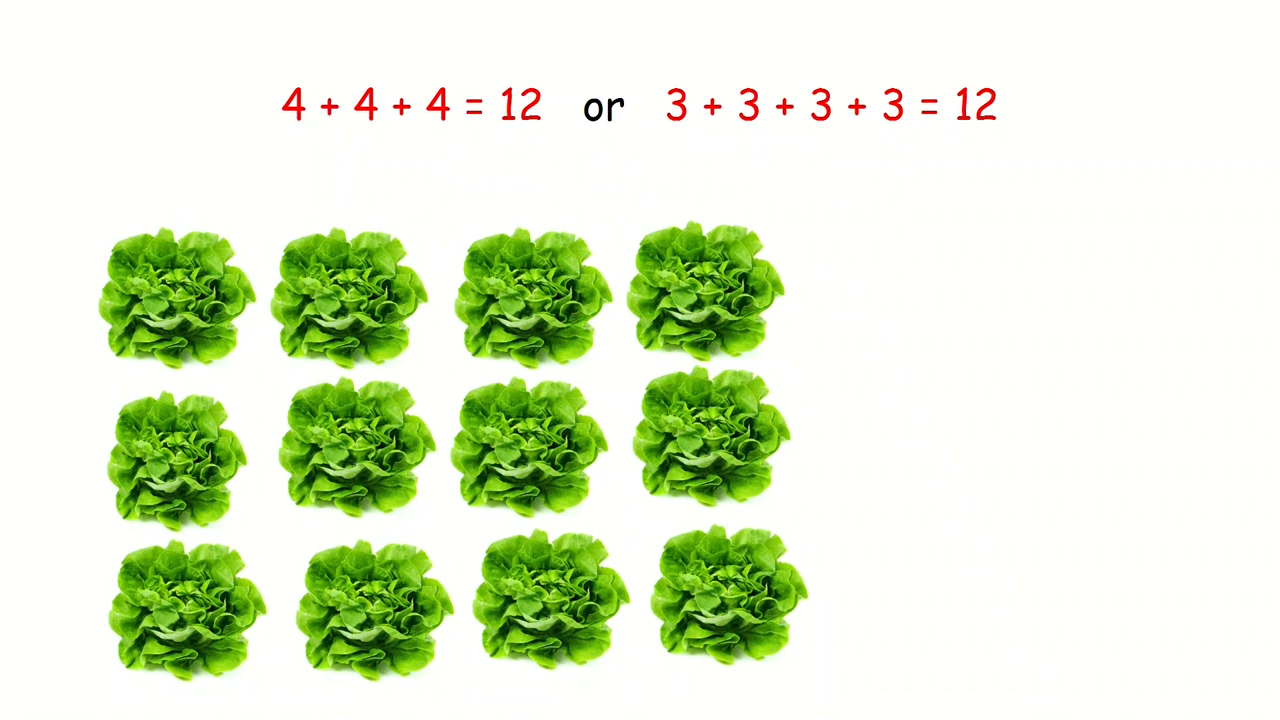 4 + 4 + 4 = 12 or 3 + 3 + 3 + 3 = 12